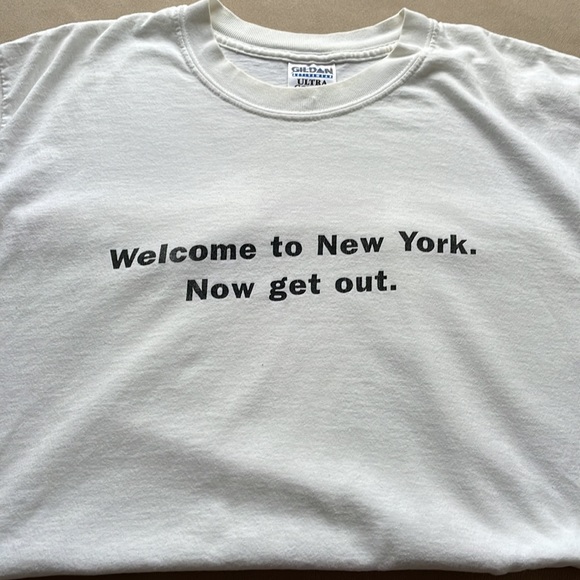 GILDAN
ULTRA
Welcome to New York.
Now get out.